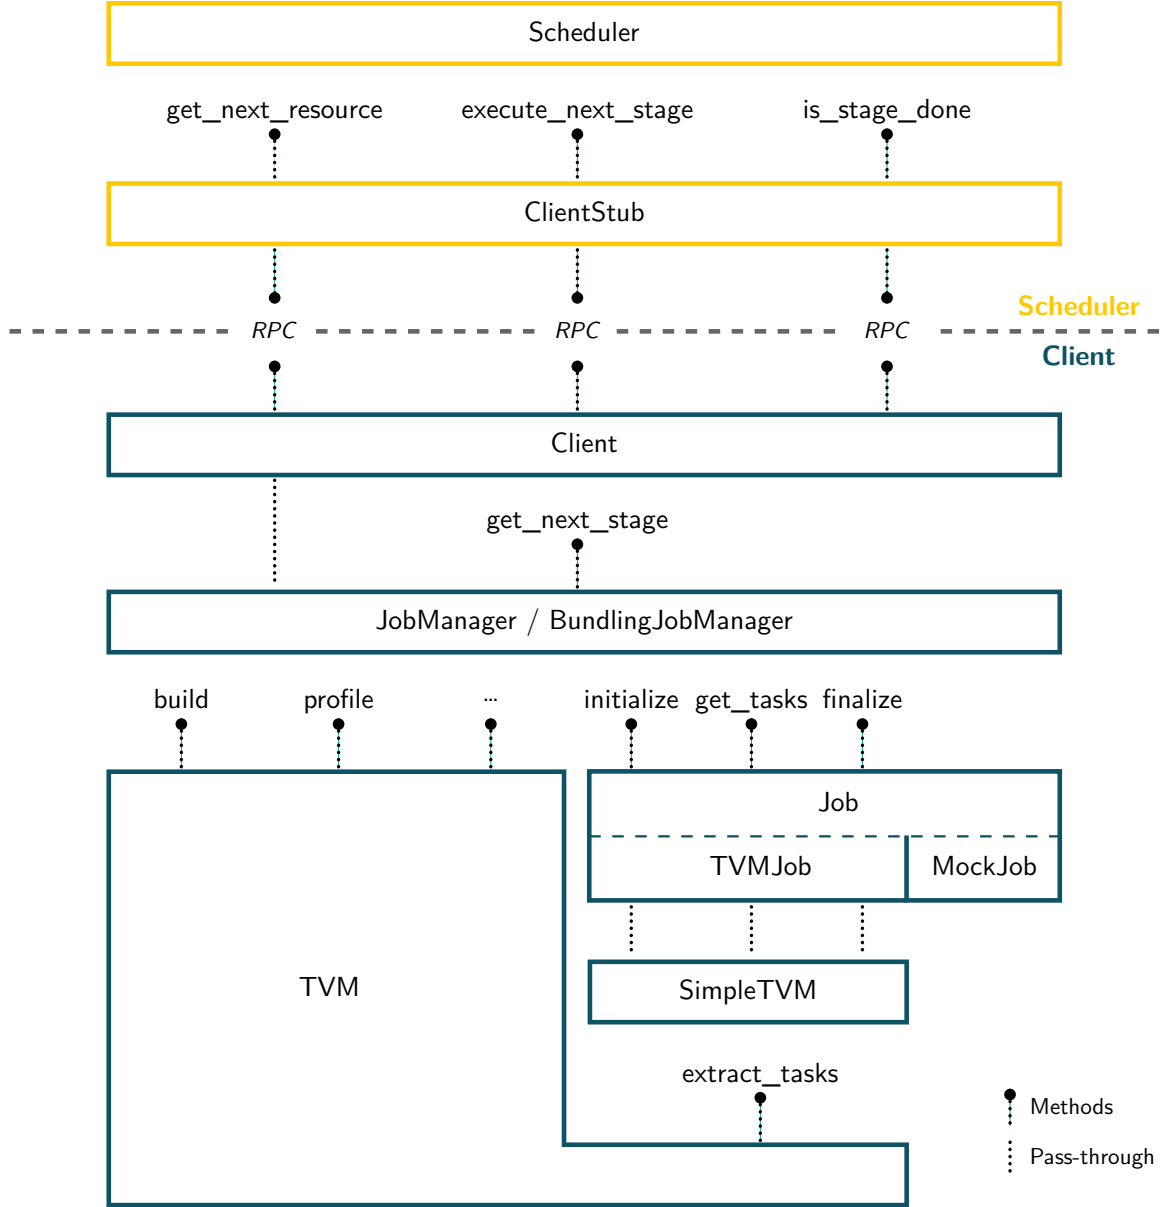 Scheduler
get_next_resource execute_next_stage is_stage_done
ClientStub
Scheduler
RPC RPC RPC
Client
Client
get_next_stage
JobManager / BundlingJobManager
build profile ... initialize get_tasks finalize
Job
TVMJob MockJob
TVM SimpleTVM
extract_tasks
Methods
Pass-through